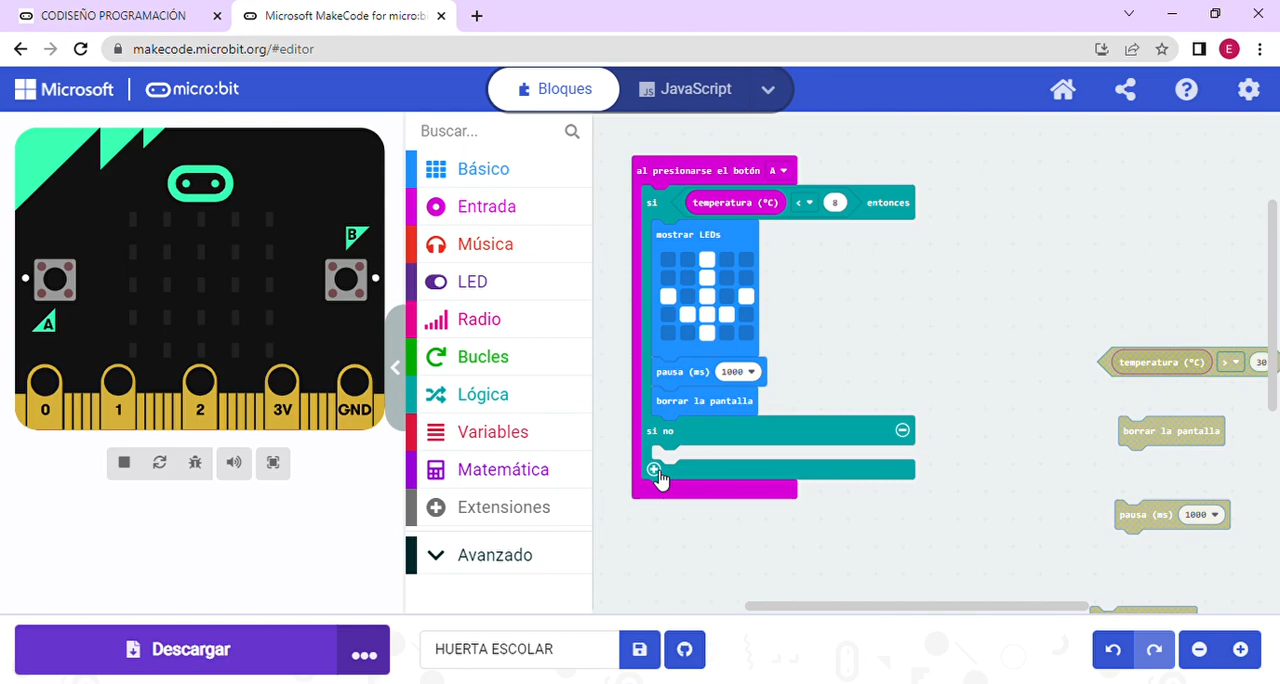 CODISEÑO PROGRAMACIÓN
Microsoft MakeCode for micro:b
makecode.microbit.org/#editor
E
Microsoft
micro:bit
Bloques
JS JavaScript
Buscar...
Básico
Entrada
Música
LED
Radio
Bucles
Lógica
Variables
Matemática
Extensiones
Avanzado
B
A
0 1 2 3V GND
al presionarse el botón A
si temperatura (°C) < 8 entonces
mostrar LEDs
pausa (ms) 1000
borrar la pantalla
si no
temperatura (°C) > 30
borrar la pantalla
pausa (ms) 1000
Descargar
HUERTA ESCOLAR